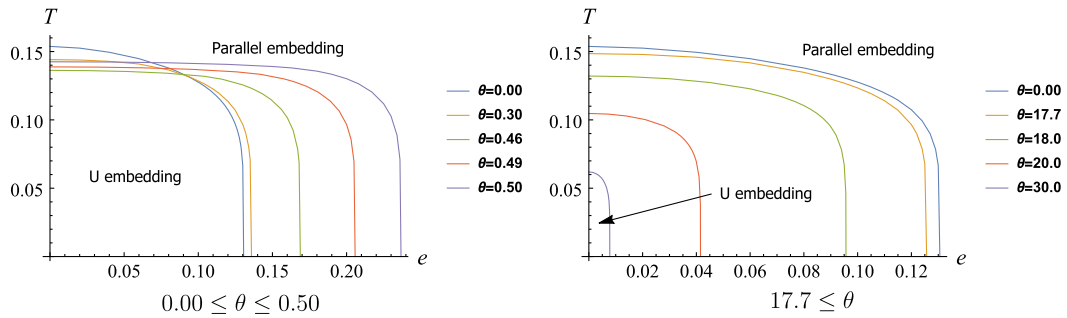 T
Parallel embedding
U embedding
0.15
0.10
0.05
0.05
0.10
0.15
0.20
e
θ=0.00
θ=0.30
θ=0.46
θ=0.49
θ=0.50
0.00 ≤ θ ≤ 0.50
T
Parallel embedding
U embedding
0.15
0.10
0.05
0.02
0.04
0.06
0.08
0.10
0.12
e
θ=0.00
θ=17.7
θ=18.0
θ=20.0
θ=30.0
17.7 ≤ θ